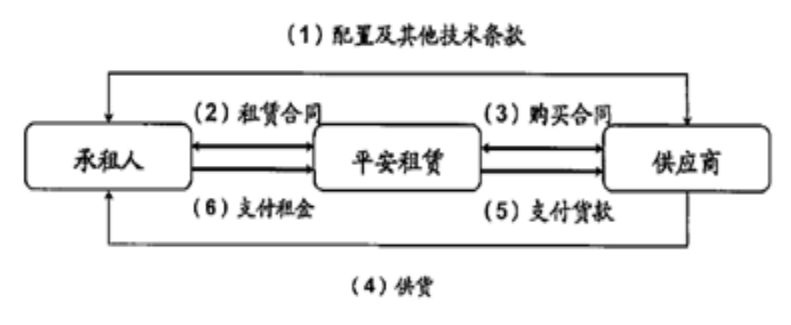 （1）配置及其他技术条款
（2）租赁合同
（3）购买合同
承租人
平安租赁
供应商
（6）支付租金
（5）支付货款
（4）供货